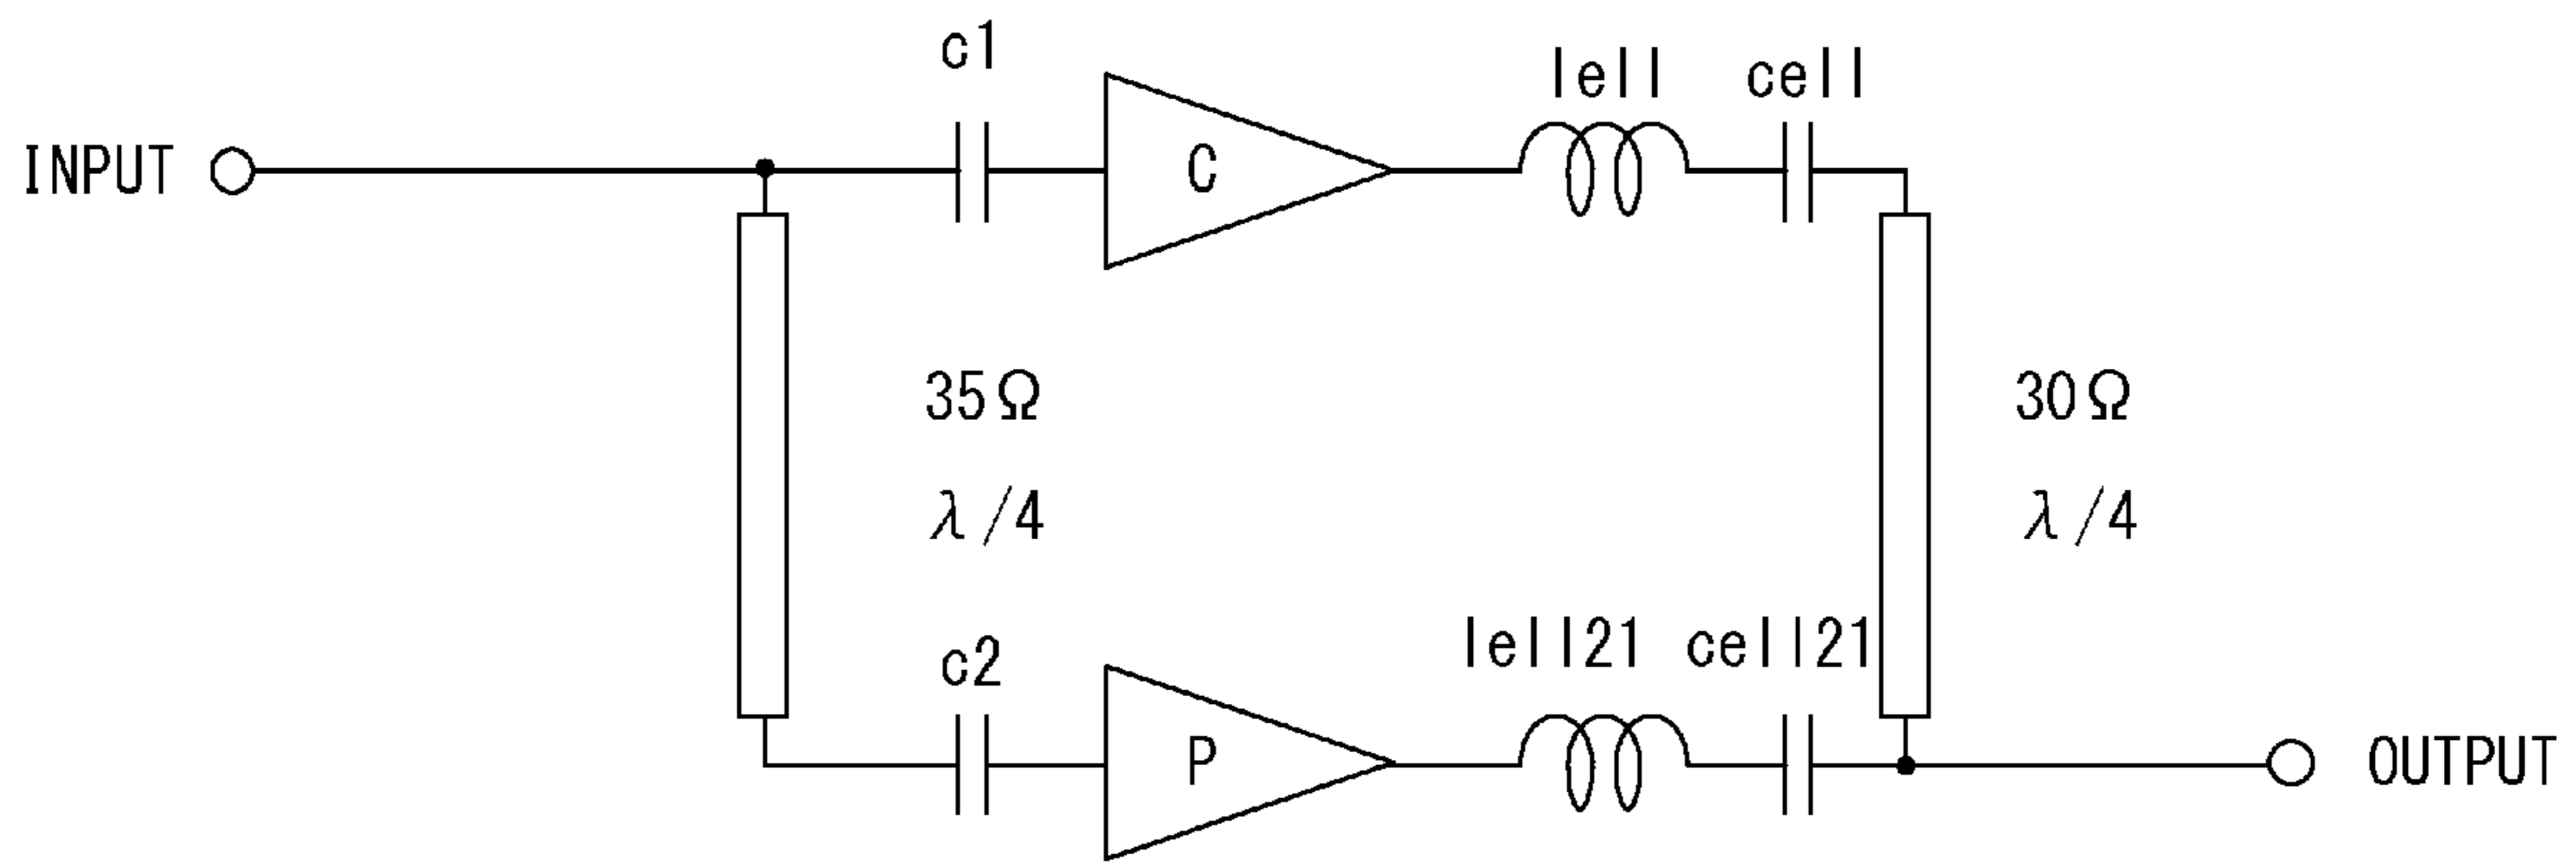 c1
lell cell
INPUT
C
35Ω
30Ω
λ/4
λ/4
lell21 cell21
c2
P
OUTPUT